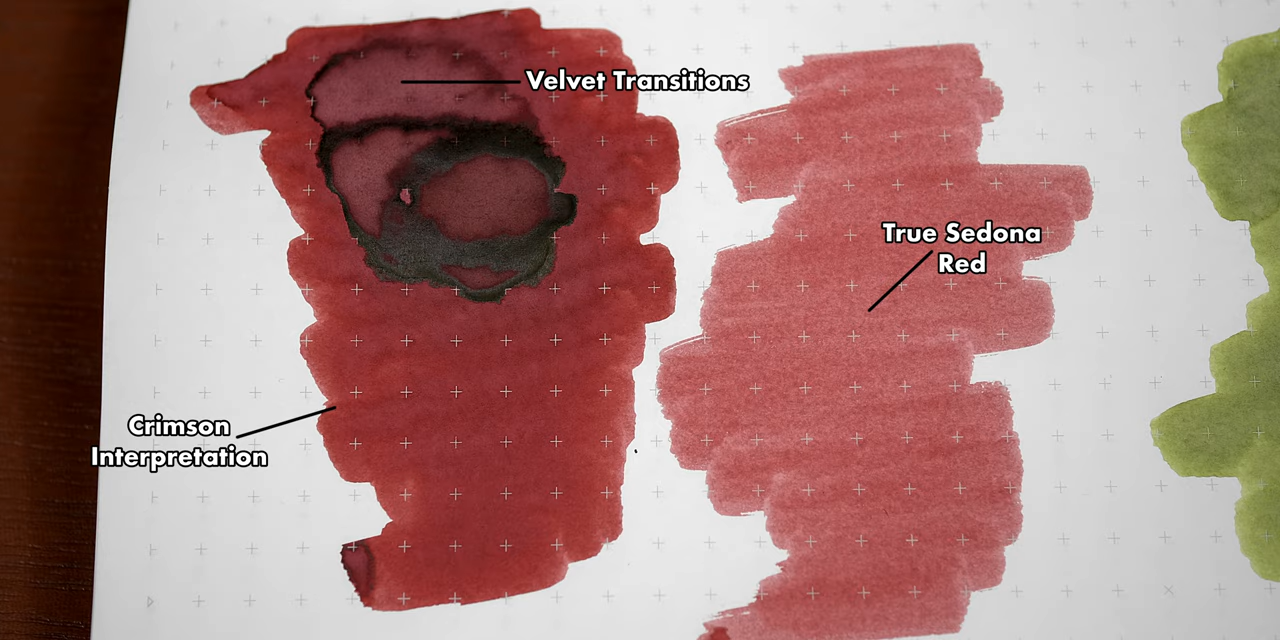 Velvet Transitions
True Sedona
Red
Crimson
Interpretation